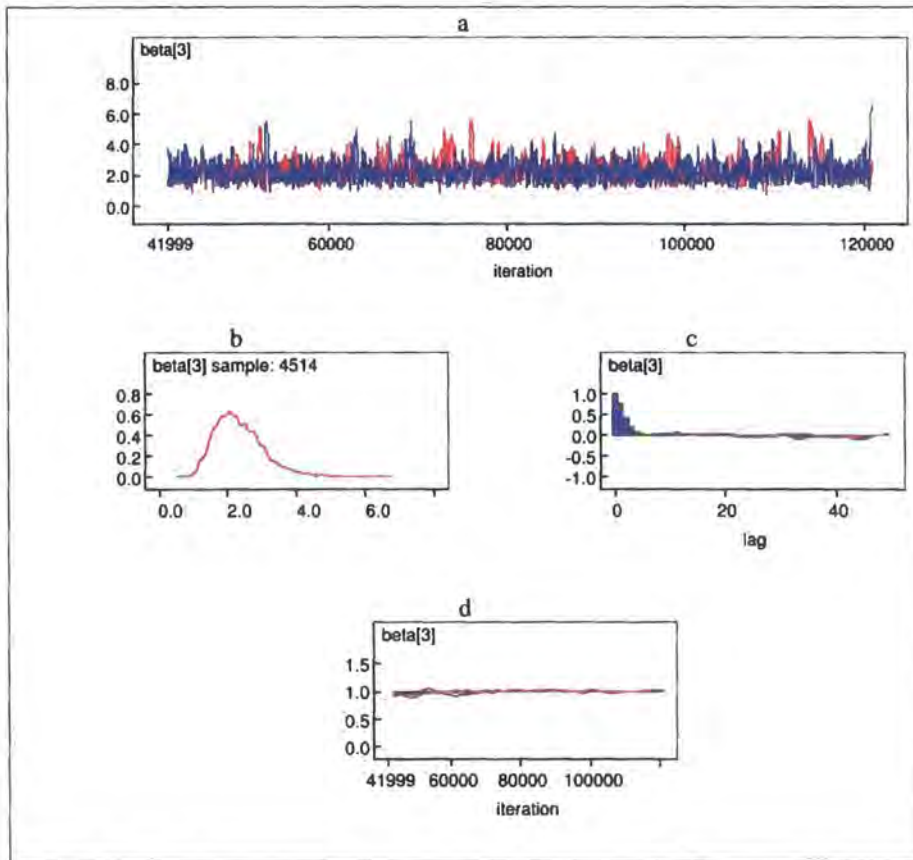 a
beta[3]
8.0
6.0
4.0
2.0
0.0
41999 60000 80000 100000 120000
iteration
b
beta[3] sample: 4514
0.8
0.6
0.4
0.2
0.0
0.0 2.0 4.0 6.0
c
beta[3]
1.0
0.5
0.0
-0.5
-1.0
0 20 40
lag
d
beta[3]
1.5
1.0
0.5
0.0
41999 60000 80000 100000
iteration